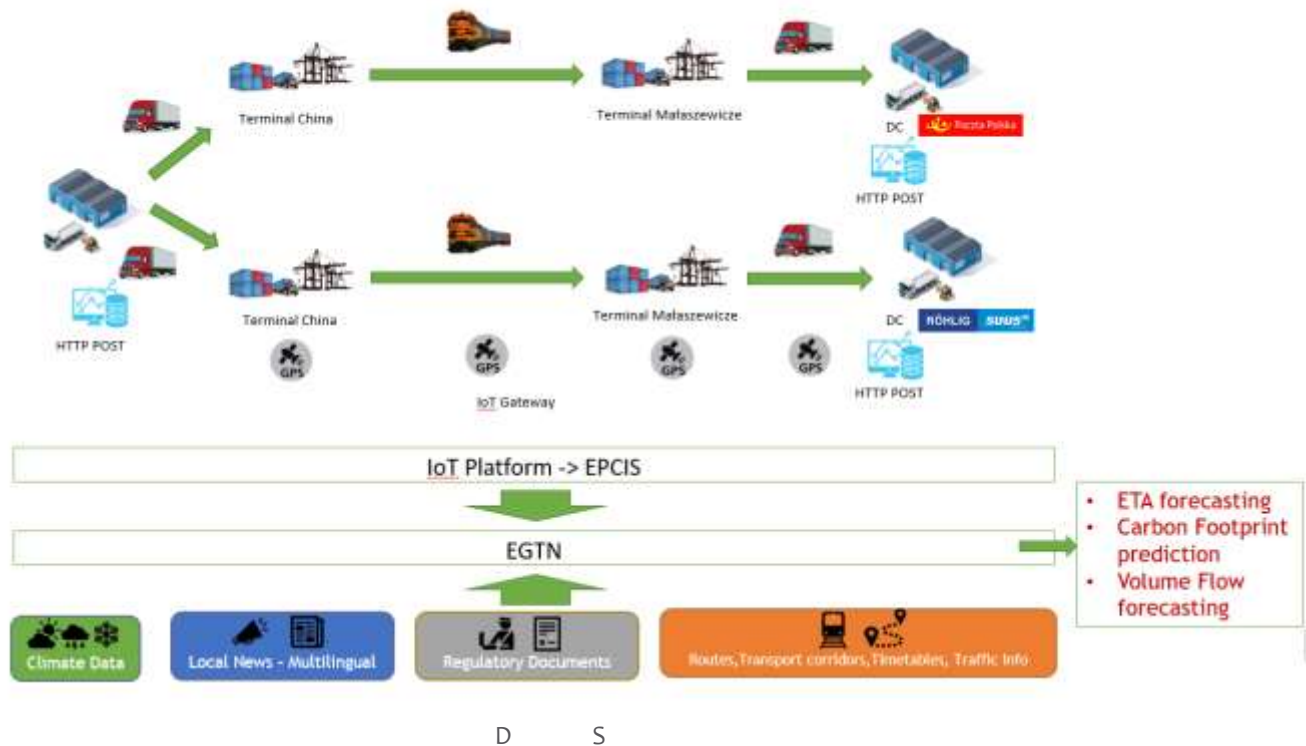 Terminal China
Terminal Małaszewicze
DC
Poczta Polska
HTTP POST
HTTP POST
Terminal China
Terminal Małaszewicze
DC
RÖHLIG SUUS
HTTP POST
GPS
GPS
GPS
GPS
IoT Gateway
IoT Platform -> EPCIS
EGTN
• ETA forecasting
• Carbon Footprint
prediction
• Volume Flow
forecasting
Climate Data
Local News - Multilingual
Regulatory Documents
Routes,Transport corridors,Timetables, Traffic Info
D S